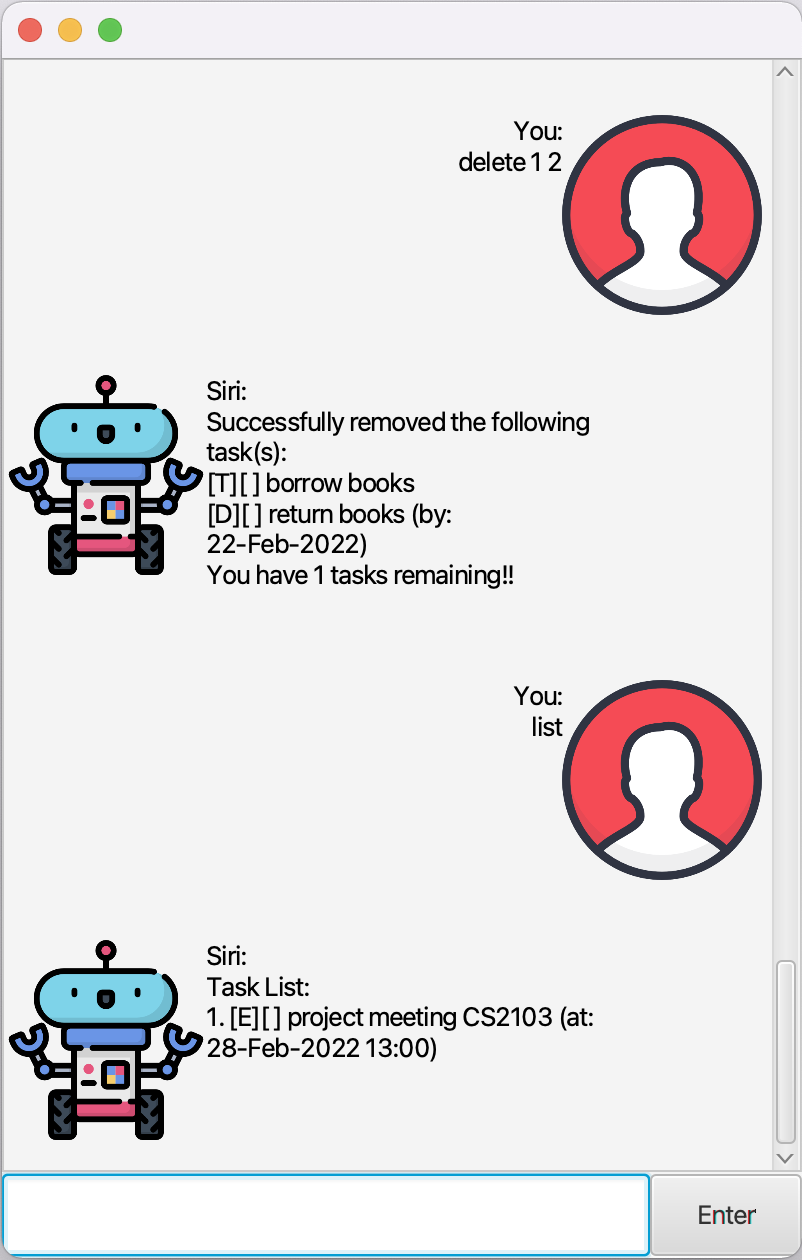 You:
delete 1 2
Siri:
Successfully removed the following
task(s):
[T][ ] borrow books
[D][ ] return books (by:
22-Feb-2022)
You have 1 tasks remaining!!
You:
list
Siri:
Task List:
1. [E][ ] project meeting CS2103 (at:
28-Feb-2022 13:00)
Enter